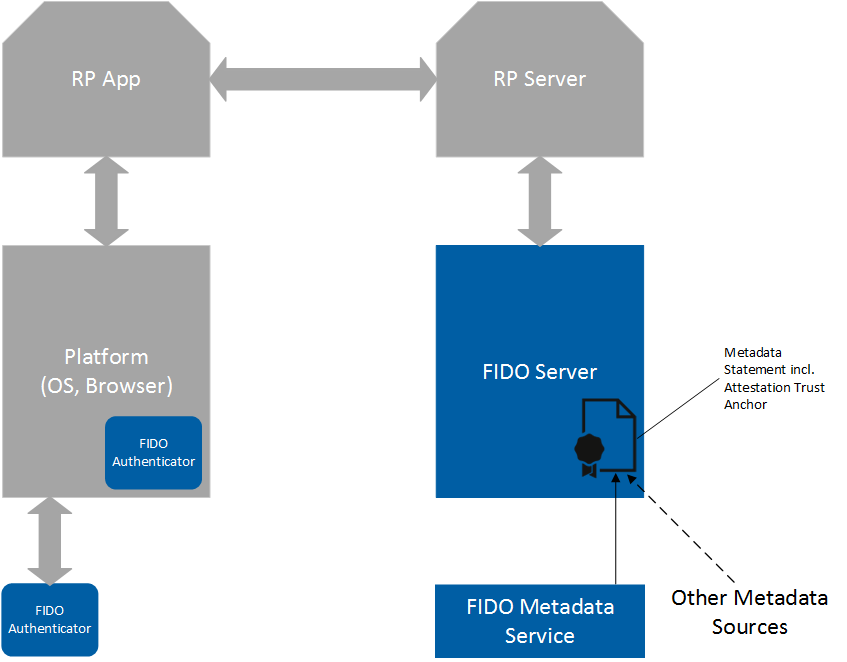 RP App
RP Server
Platform
(OS, Browser)
FIDO
Authenticator
FIDO Server
Metadata
Statement incl.
Attestation Trust
Anchor
FIDO
Authenticator
FIDO Metadata
Service
Other Metadata
Sources